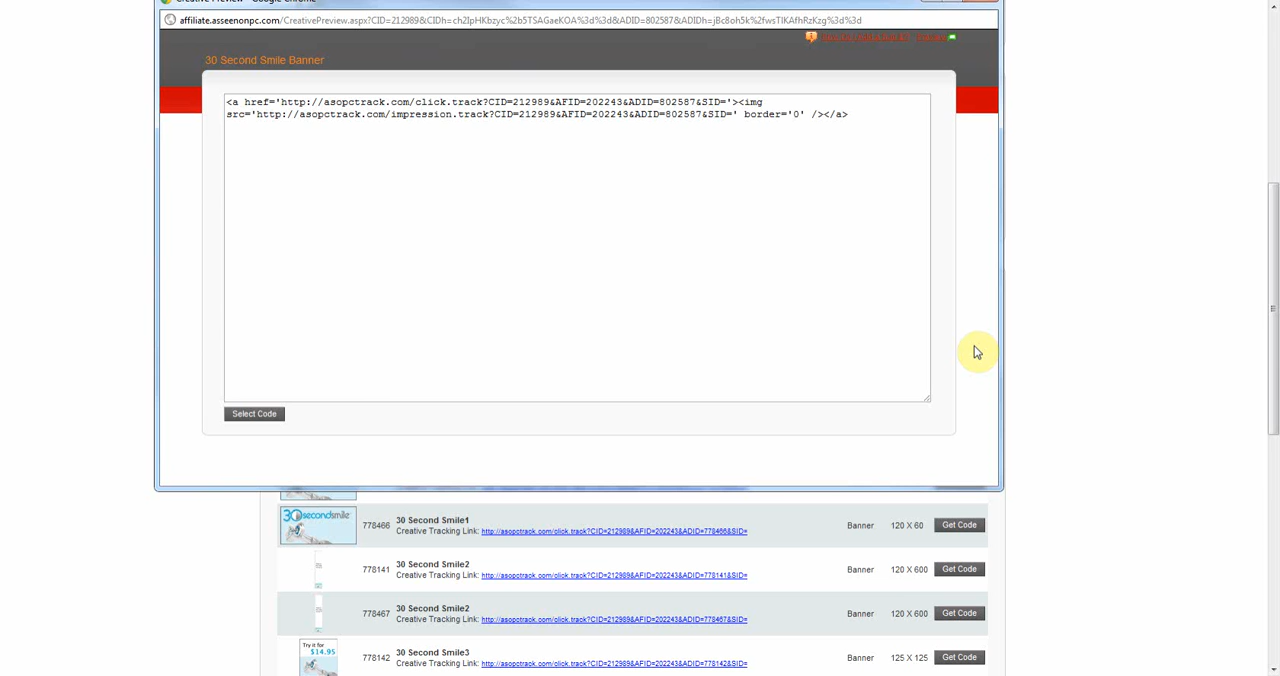 affiliate.asseenonpc.com/CreativePreview.aspx?CID=212989&CIDh=ch2IpHKbzyc%2b5TSAGaeKOA%3d%3d&ADID=802587&ADIDh=jBc8oh5k%2fwsTIKAfhRzKzg%3d%3d
30 Second Smile Banner
<a href='http://asopctrack.com/click.track?CID=212989&AFID=202243&ADID=802587&SID='><img
src='http://asopctrack.com/impression.track?CID=212989&AFID=202243&ADID=802587&SID=' border='0' /></a>
Select Code
30secondsmile 778466 30 Second Smile1 Banner 120 X 60 Get Code
Creative Tracking Link: http://asopctrack.com/click.track?CID=212989&AFID=202243&ADID=778466&SID=
778141 30 Second Smile2 Banner 120 X 600 Get Code
Creative Tracking Link: http://asopctrack.com/click.track?CID=212989&AFID=202243&ADID=778141&SID=
778467 30 Second Smile2 Banner 120 X 600 Get Code
Creative Tracking Link: http://asopctrack.com/click.track?CID=212989&AFID=202243&ADID=778467&SID=
Try it for
$14.95
778142 30 Second Smile3 Banner 125 X 125 Get Code
Creative Tracking Link: http://asopctrack.com/click.track?CID=212989&AFID=202243&ADID=778142&SID=